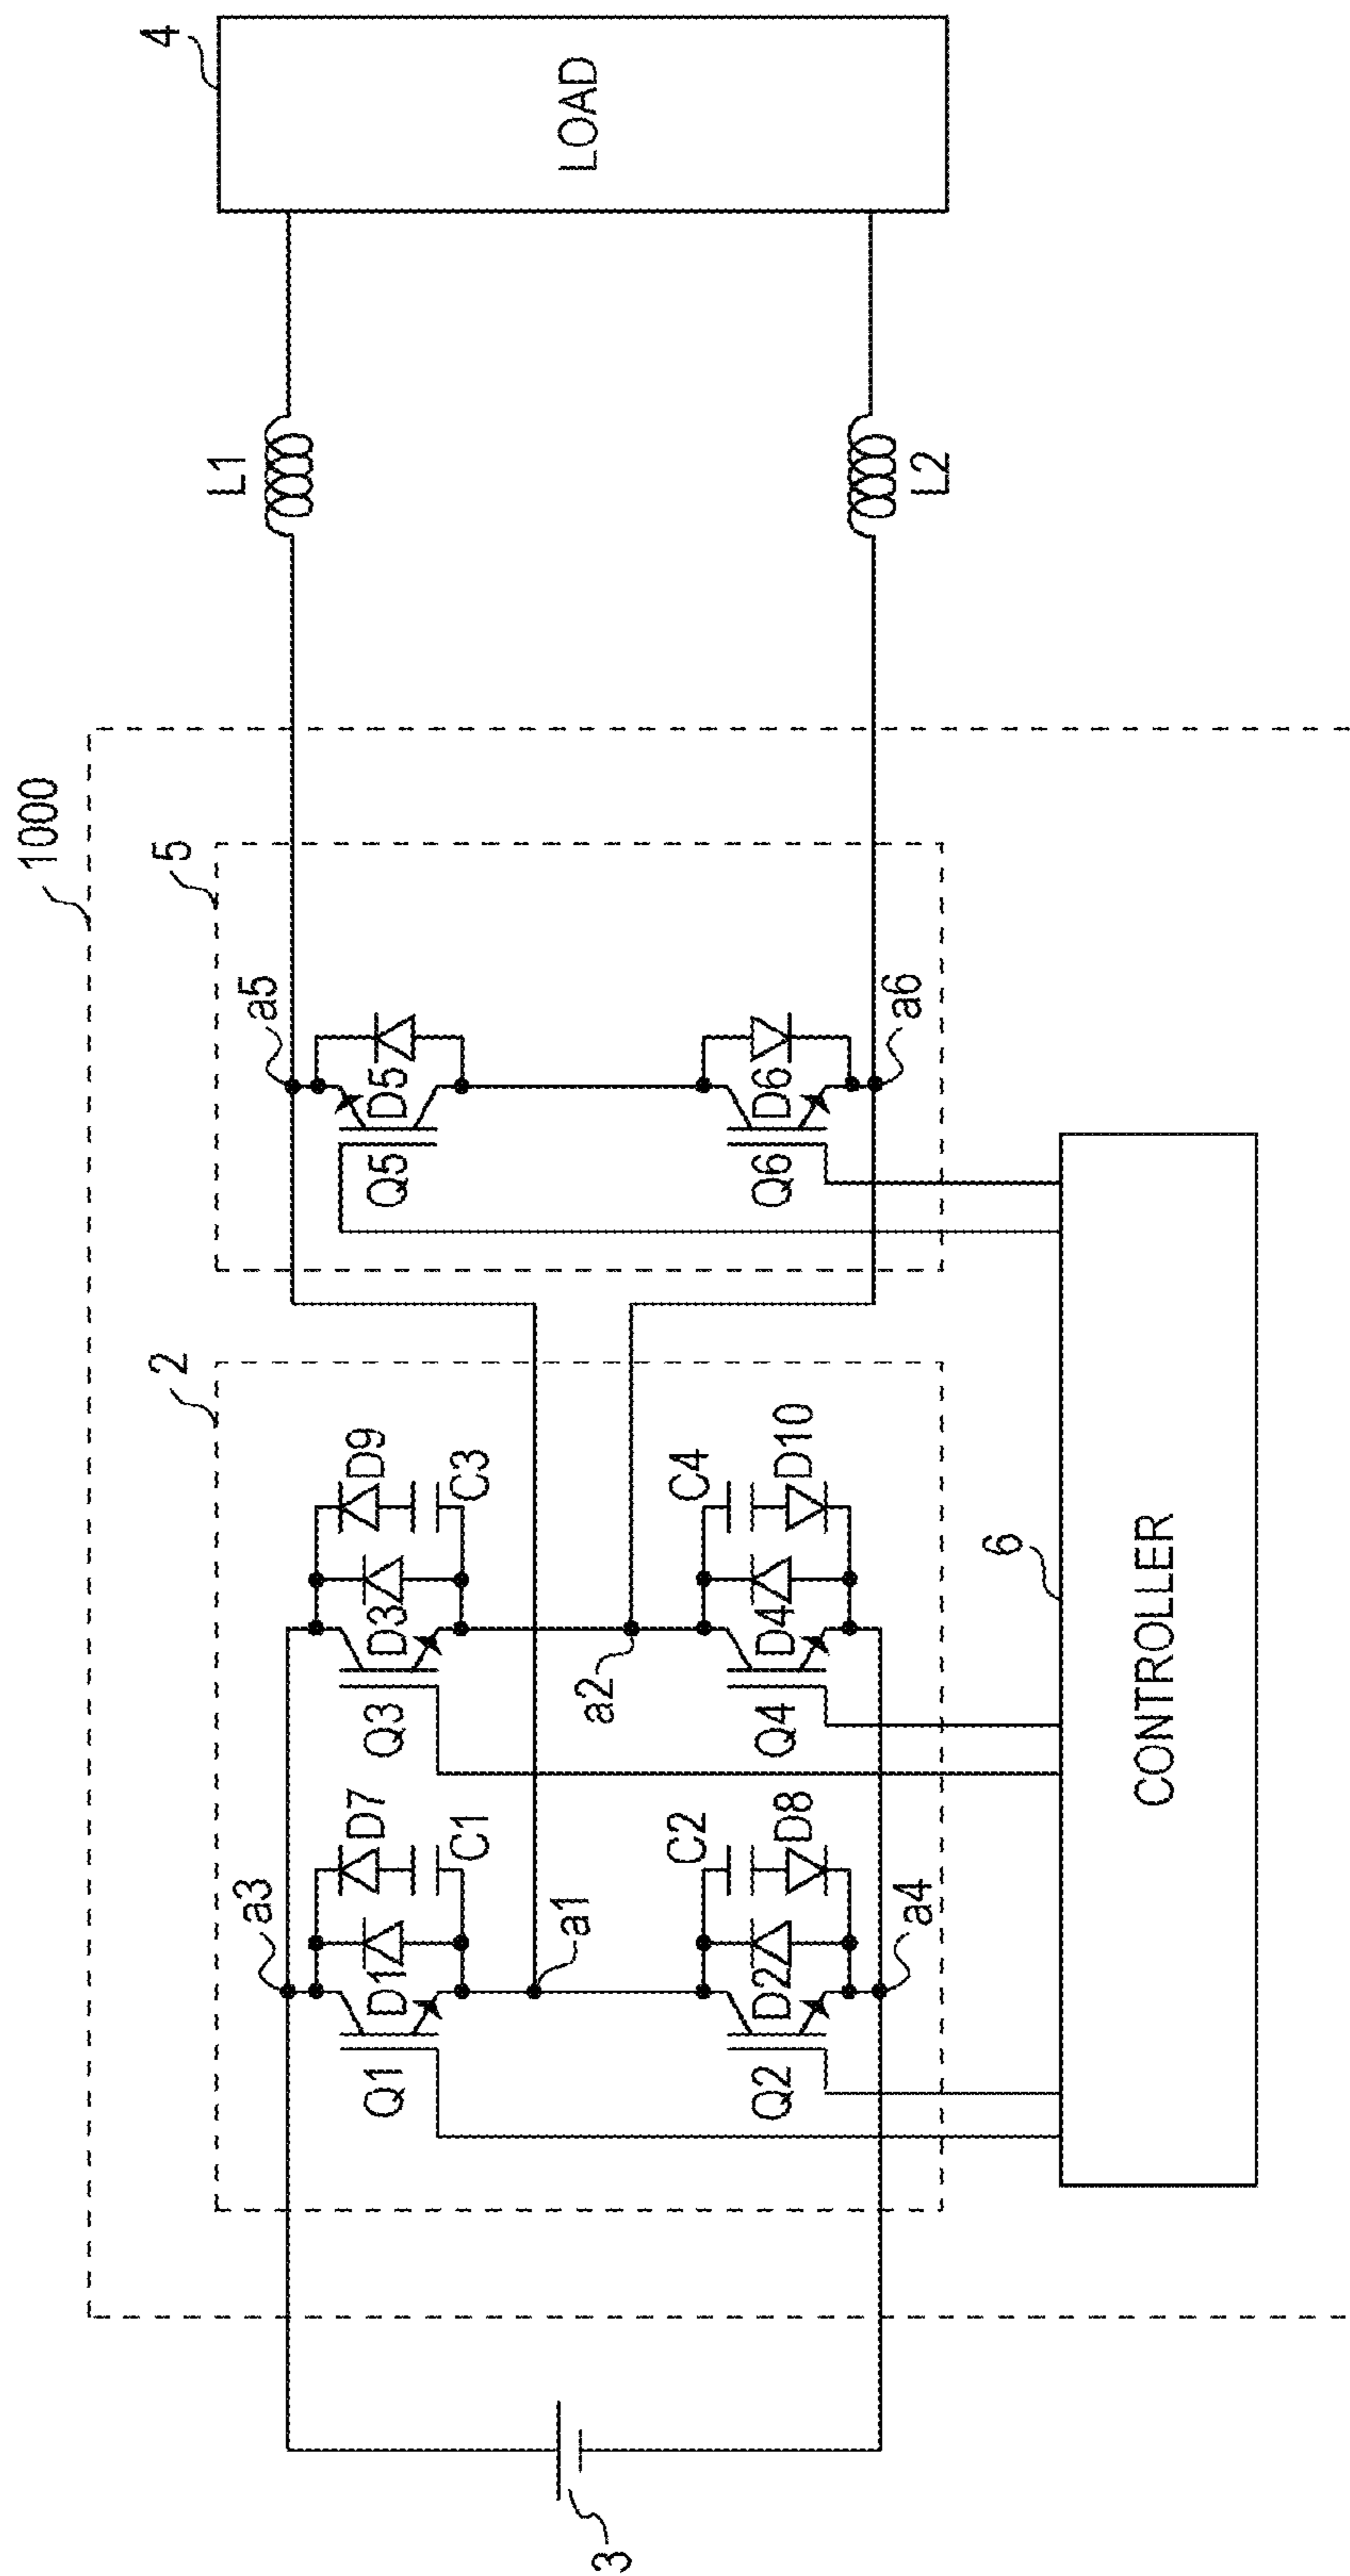 1000
2
5
4
3
a3
a5
D9
D7
C3
C1
D3
D1
D5
Q3
Q1
Q5
L1
LOAD
a1
a2
C4
C2
D10
D8
D4
D2
D6
Q4
Q2
Q6
a4
a6
L2
6
CONTROLLER